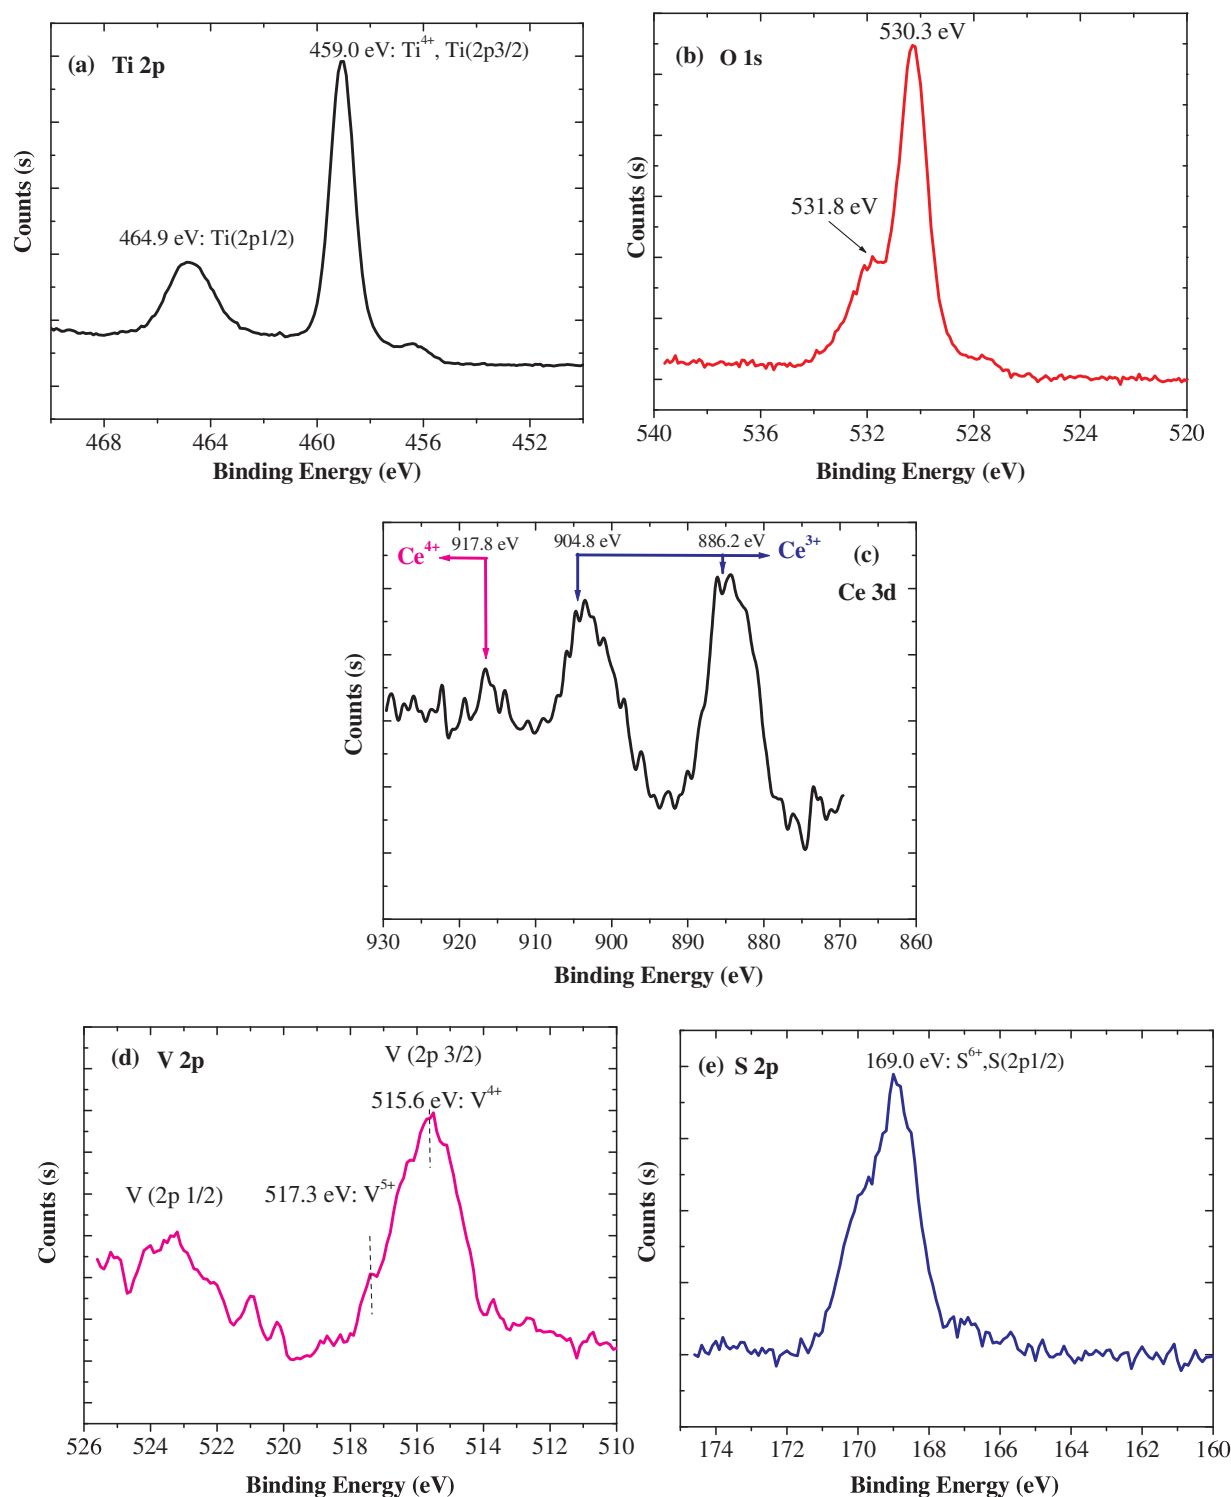 (a) Ti 2p
459.0 eV: Ti4+, Ti(2p3/2)
464.9 eV: Ti(2p1/2)
Counts (s)
468 464 460 456 452
Binding Energy (eV)
(b) O 1s
530.3 eV
531.8 eV
Counts (s)
540 536 532 528 524 520
Binding Energy (eV)
917.8 eV 904.8 eV 886.2 eV
Ce4+ Ce3+ (c)
Ce 3d
Counts (s)
930 920 910 900 890 880 870 860
Binding Energy (eV)
(d) V 2p V (2p 3/2)
515.6 eV: V4+
V (2p 1/2) 517.3 eV: V5+
Counts (s)
526 524 522 520 518 516 514 512 510
Binding Energy (eV)
(e) S 2p 169.0 eV: S6+,S(2p1/2)
Counts (s)
174 172 170 168 166 164 162 160
Binding Energy (eV)